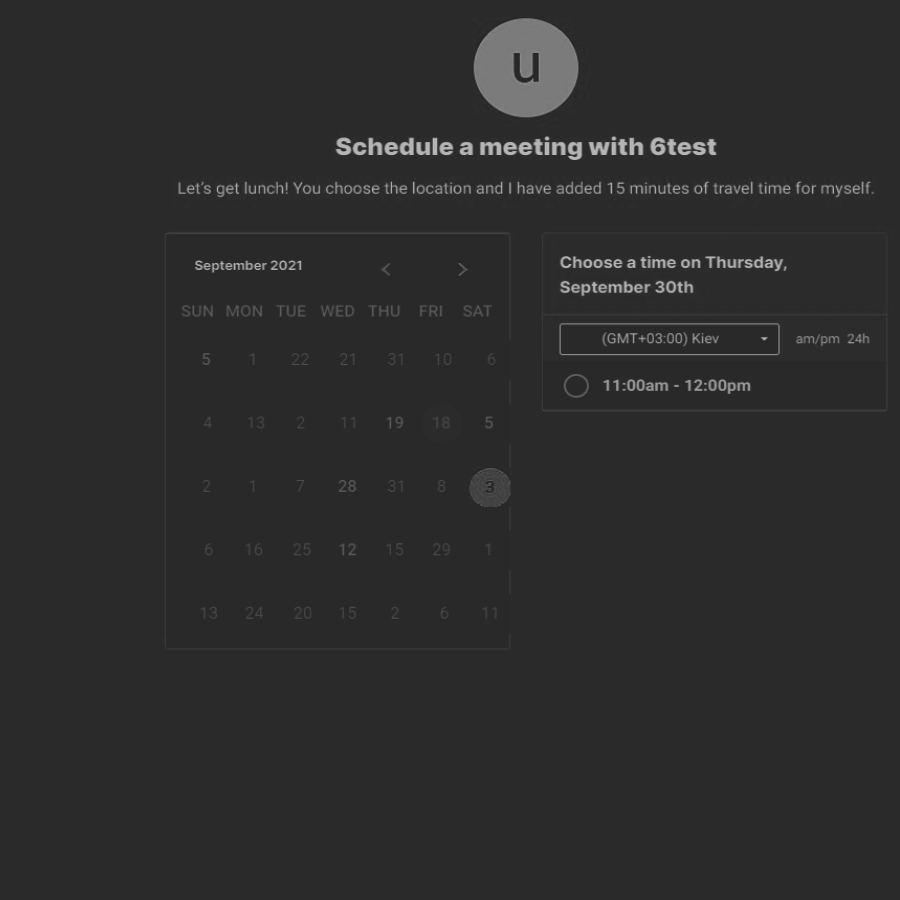 u
Schedule a meeting with 6test
Let's get lunch! You choose the location and I have added 15 minutes of travel time for myself.
September 2021
SUN MON TUE WED THU FRI SAT
5 1 22 21 31 10 6
4 13 2 11 19 18 5
2 1 7 28 31 8 3
6 16 25 12 15 29 1
13 24 20 15 2 6 11
Choose a time on Thursday,
September 30th
(GMT+03:00) Kiev am/pm 24h
11:00am - 12:00pm